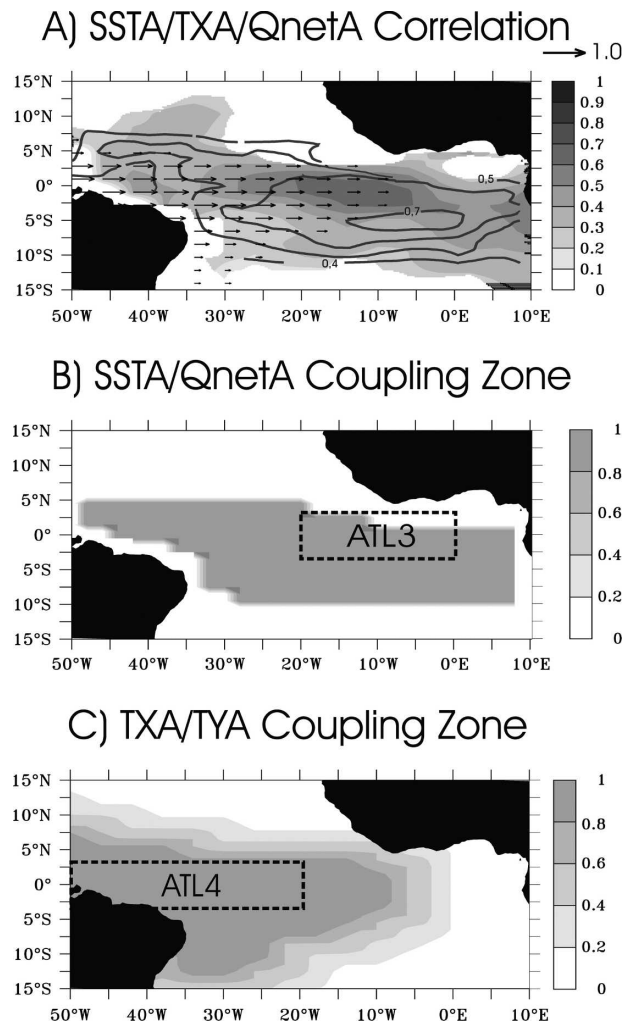 A) SSTA/TXA/QnetA Correlation
1.0
15°N
10°N
5°N
0°
5°S
10°S
15°S
50°W 40°W 30°W 20°W 10°W 0°E 10°E
0,5
0,7
0,4
1
0.9
0.8
0.7
0.6
0.5
0.4
0.3
0.2
0.1
0
B) SSTA/QnetA Coupling Zone
15°N
10°N
5°N
0°
5°S
10°S
15°S
50°W 40°W 30°W 20°W 10°W 0°E 10°E
ATL3
1
0.8
0.6
0.4
0.2
0
C) TXA/TYA Coupling Zone
15°N
10°N
5°N
0°
5°S
10°S
15°S
50°W 40°W 30°W 20°W 10°W 0°E 10°E
ATL4
1
0.8
0.6
0.4
0.2
0